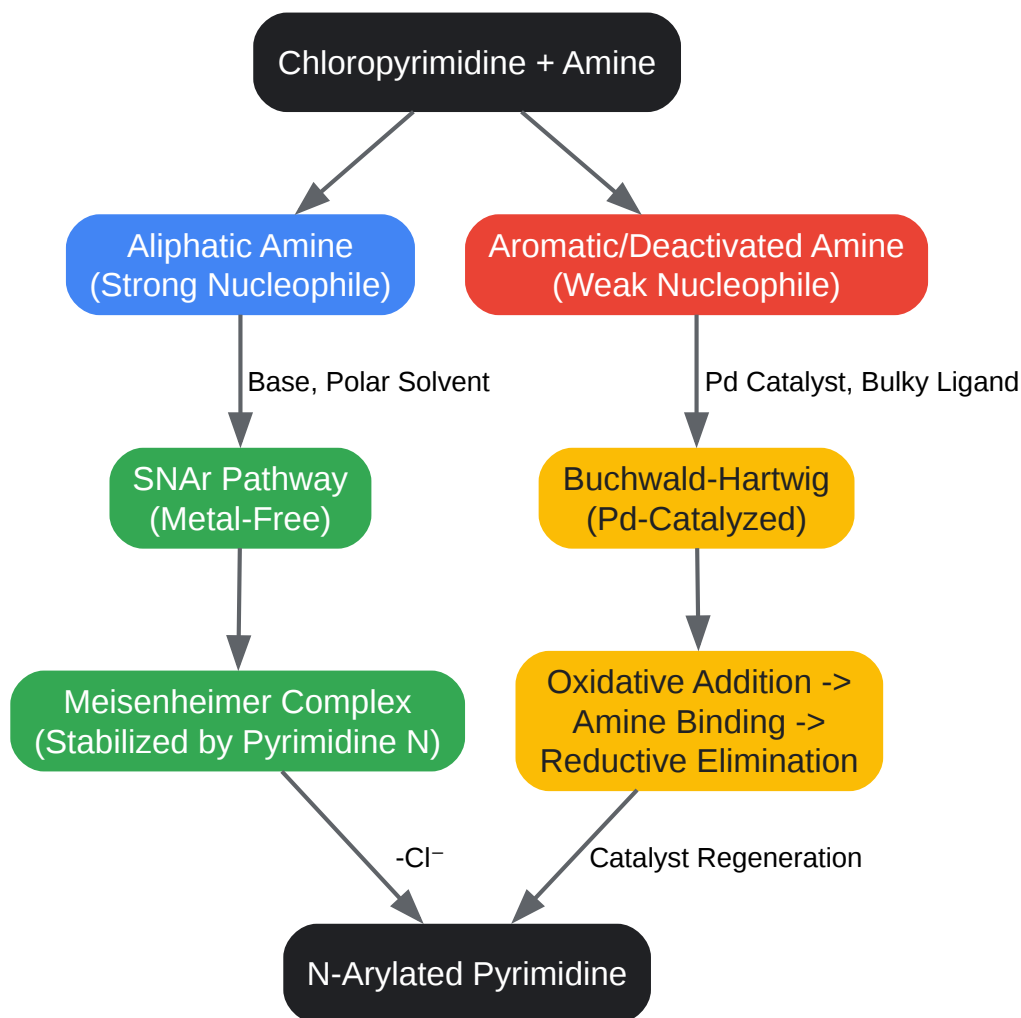 Chloropyrimidine + Amine
Aliphatic Amine
(Strong Nucleophile)
Aromatic/Deactivated Amine
(Weak Nucleophile)
Base, Polar Solvent
Pd Catalyst, Bulky Ligand
SNAr Pathway
(Metal-Free)
Buchwald-Hartwig
(Pd-Catalyzed)
Meisenheimer Complex
(Stabilized by Pyrimidine N)
Oxidative Addition ->
Amine Binding ->
Reductive Elimination
-Cl⁻
Catalyst Regeneration
N-Arylated Pyrimidine